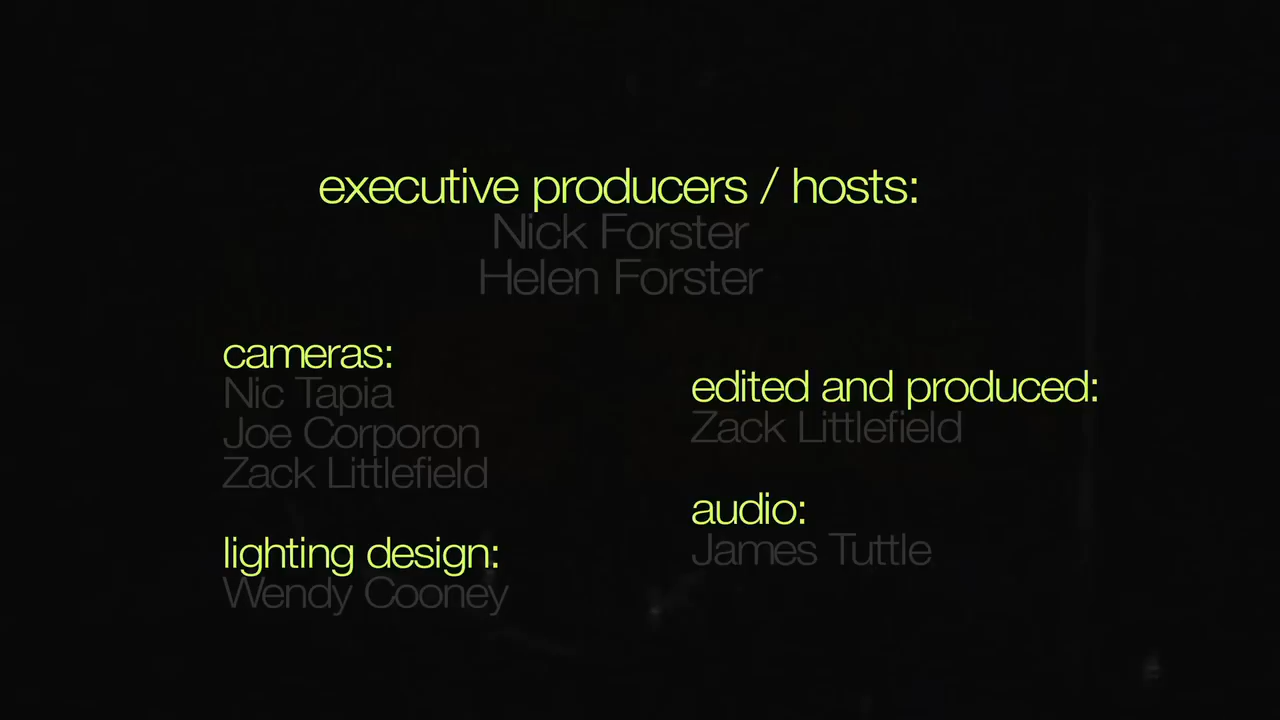 executive producers / hosts:
Nick Forster
Helen Forster
cameras:
Nic Tapia
Joe Corporon
Zack Littlefield
lighting design:
Wendy Cooney
edited and produced:
Zack Littlefield
audio:
James Tuttle